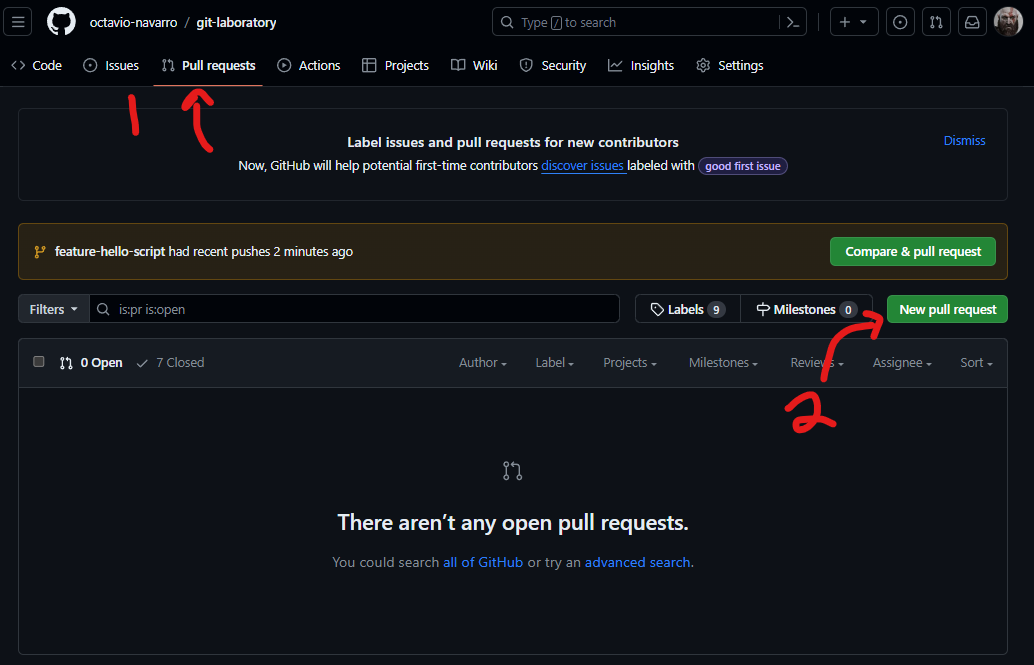 octavio-navarro / git-laboratory
Type / to search
Code Issues Pull requests Actions Projects Wiki Security Insights Settings
1
Label issues and pull requests for new contributors
Dismiss
Now, GitHub will help potential first-time contributors discover issues labeled with good first issue
feature-hello-script had recent pushes 2 minutes ago
Compare & pull request
Filters is:pr is:open Labels 9 Milestones 0 New pull request
0 Open 7 Closed Author Label Projects Milestones Reviews Assignee Sort
2
There aren't any open pull requests.
You could search all of GitHub or try an advanced search.